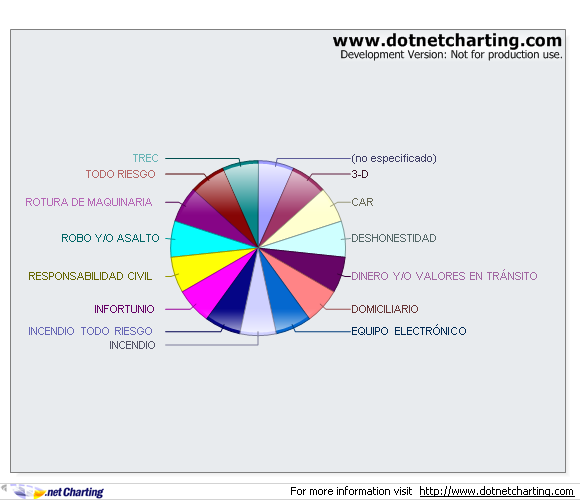 www.dotnetcharting.com
Development Version: Not for production use.
TREC
(no especificado)
TODO RIESGO
3-D
ROTURA DE MAQUINARIA
CAR
ROBO Y/O ASALTO
DESHONESTIDAD
RESPONSABILIDAD CIVIL
DINERO Y/O VALORES EN TRÁNSITO
INFORTUNIO
DOMICILIARIO
INCENDIO TODO RIESGO
EQUIPO ELECTRÓNICO
INCENDIO
.net Charting
For more information visit http://www.dotnetcharting.com